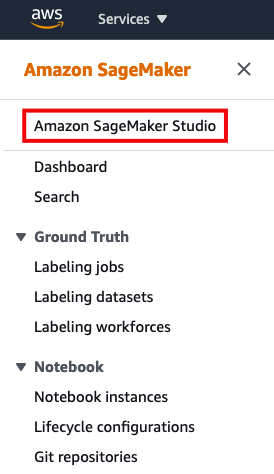 aws
Services
Amazon SageMaker
Amazon SageMaker Studio
Dashboard
Search
Ground Truth
Labeling jobs
Labeling datasets
Labeling workforces
Notebook
Notebook instances
Lifecycle configurations
Git repositories